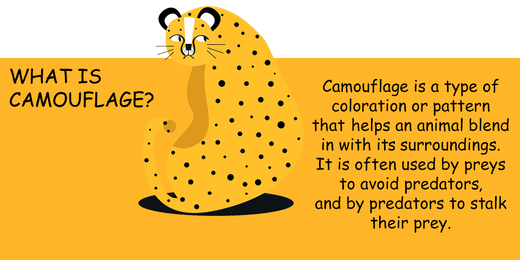 WHAT IS
CAMOUFLAGE?
Camouflage is a type of
coloration or pattern
that helps an animal blend
in with its surroundings.
It is often used by preys
to avoid predators,
and by predators to stalk
their prey.